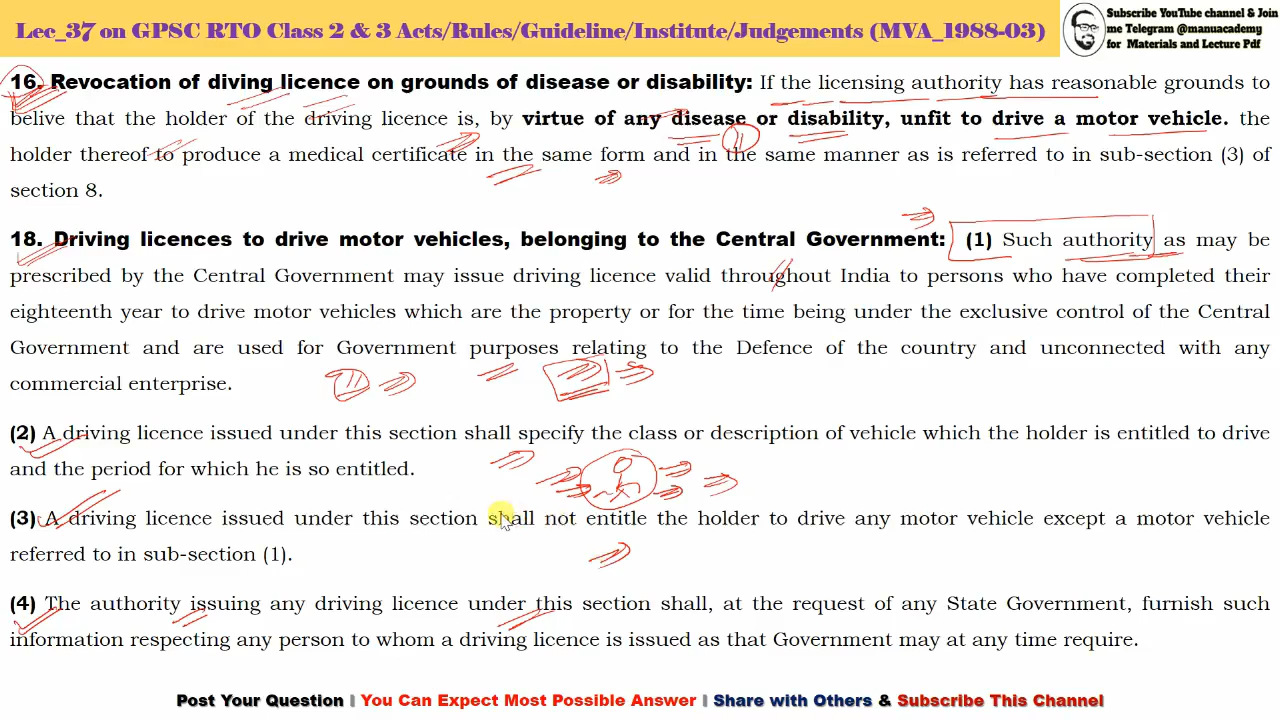 Lec_37 on GPSC RTO Class 2 & 3 Acts/Rules/Guideline/Institute/Judgements (MVA_1988-03)
Subscribe YouTube channel & Join
me Telegram @manuacademy
for Materials and Lecture Pdf
16. Revocation of diving licence on grounds of disease or disability: If the licensing authority has reasonable grounds to
belive that the holder of the driving licence is, by virtue of any disease or disability, unfit to drive a motor vehicle. the
holder thereof to produce a medical certificate in the same form and in the same manner as is referred to in sub-section (3) of
section 8.
18. Driving licences to drive motor vehicles, belonging to the Central Government: (1) Such authority as may be
prescribed by the Central Government may issue driving licence valid throughout India to persons who have completed their
eighteenth year to drive motor vehicles which are the property or for the time being under the exclusive control of the Central
Government and are used for Government purposes relating to the Defence of the country and unconnected with any
commercial enterprise.
(2) A driving licence issued under this section shall specify the class or description of vehicle which the holder is entitled to drive
and the period for which he is so entitled.
(3) A driving licence issued under this section shall not entitle the holder to drive any motor vehicle except a motor vehicle
referred to in sub-section (1).
(4) The authority issuing any driving licence under this section shall, at the request of any State Government, furnish such
information respecting any person to whom a driving licence is issued as that Government may at any time require.
Post Your Question | You Can Expect Most Possible Answer | Share with Others & Subscribe This Channel